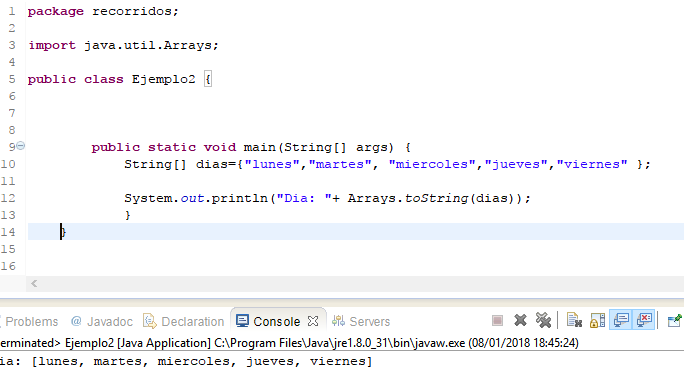 1 package recorridos;
2
3 import java.util.Arrays;
4
5 public class Ejemplo2 {
6
7
8
9 public static void main(String[] args) {
10 String[] dias={"lunes","martes", "miercoles","jueves","viernes" };
11
12 System.out.println("Dia: "+ Arrays.toString(dias));
13 }
14 }
15
16
Problems @ Javadoc Declaration Console Servers
terminated> Ejemplo2 [Java Application] C:\Program Files\Java\jre1.8.0_31\bin\javaw.exe (08/01/2018 18:45:24)
ia: [lunes, martes, miercoles, jueves, viernes]